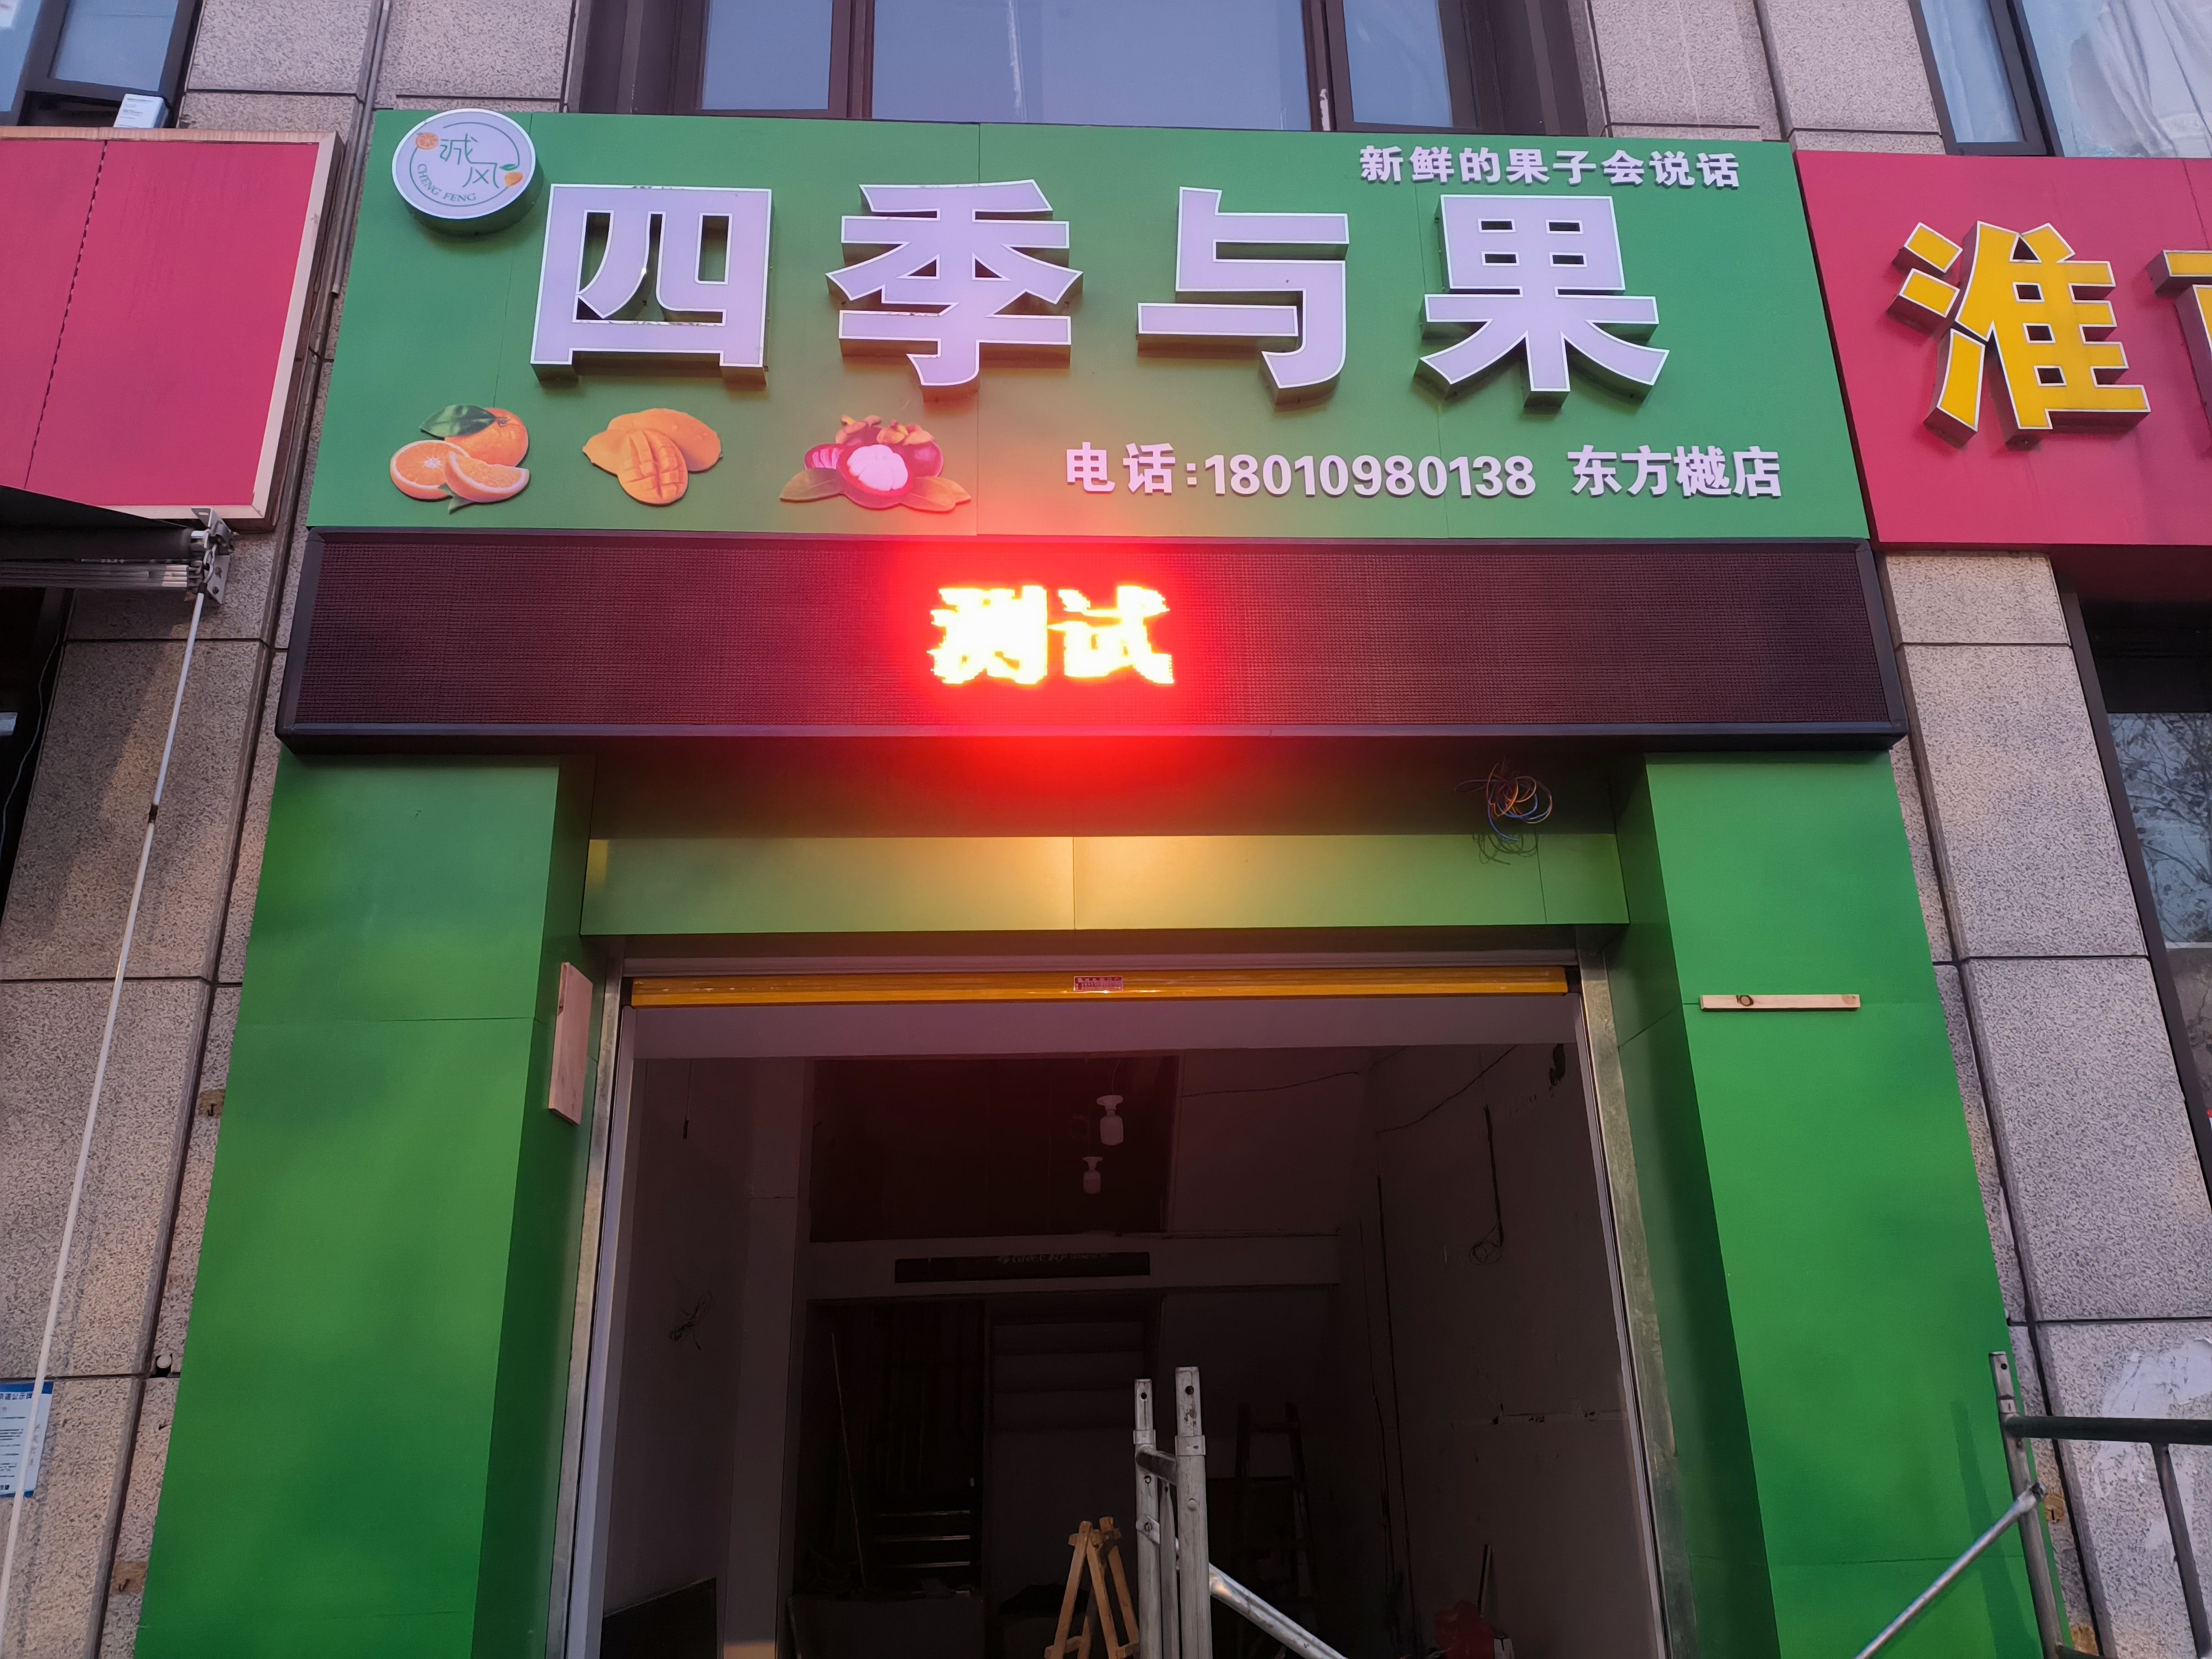 诚风
CHENG FENG
新鲜的果子会说话
四季与果
电话:18010980138 东方樾店
测试
淮